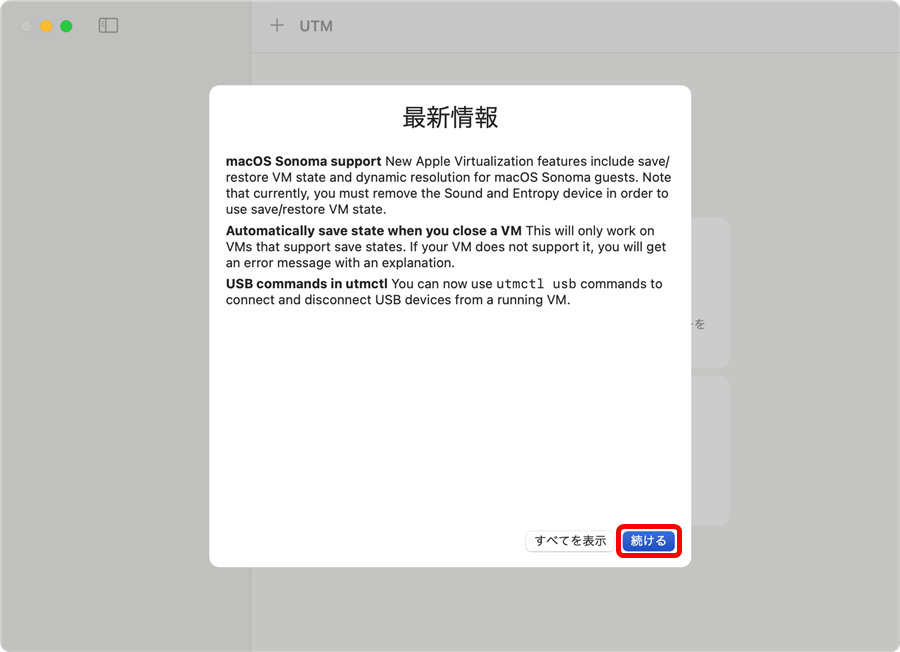 UTM
最新情報
macOS Sonoma support New Apple Virtualization features include save/
restore VM state and dynamic resolution for macOS Sonoma guests. Note
that currently, you must remove the Sound and Entropy device in order to
use save/restore VM state.
Automatically save state when you close a VM This will only work on
VMs that support save states. If your VM does not support it, you will get
an error message with an explanation.
USB commands in utmctl You can now use utmctl usb commands to
connect and disconnect USB devices from a running VM.
ーを
すべてを表示
続ける